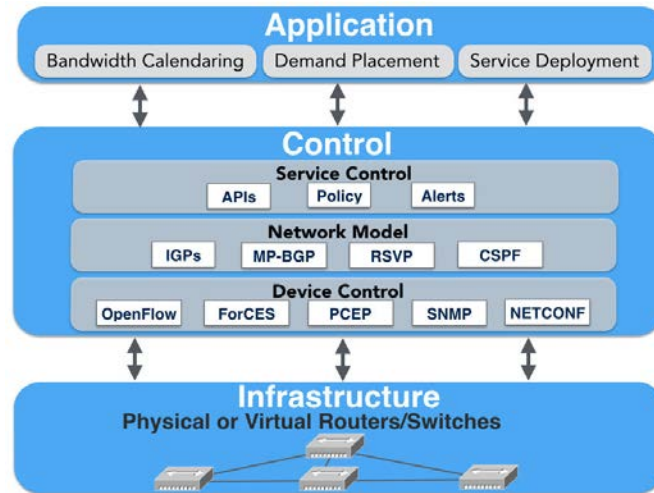 Application
Bandwidth Calendaring Demand Placement Service Deployment
Control
Service Control
APIs Policy Alerts
Network Model
IGPs MP-BGP RSVP CSPF
Device Control
OpenFlow ForCES PCEP SNMP NETCONF
Infrastructure
Physical or Virtual Routers/Switches